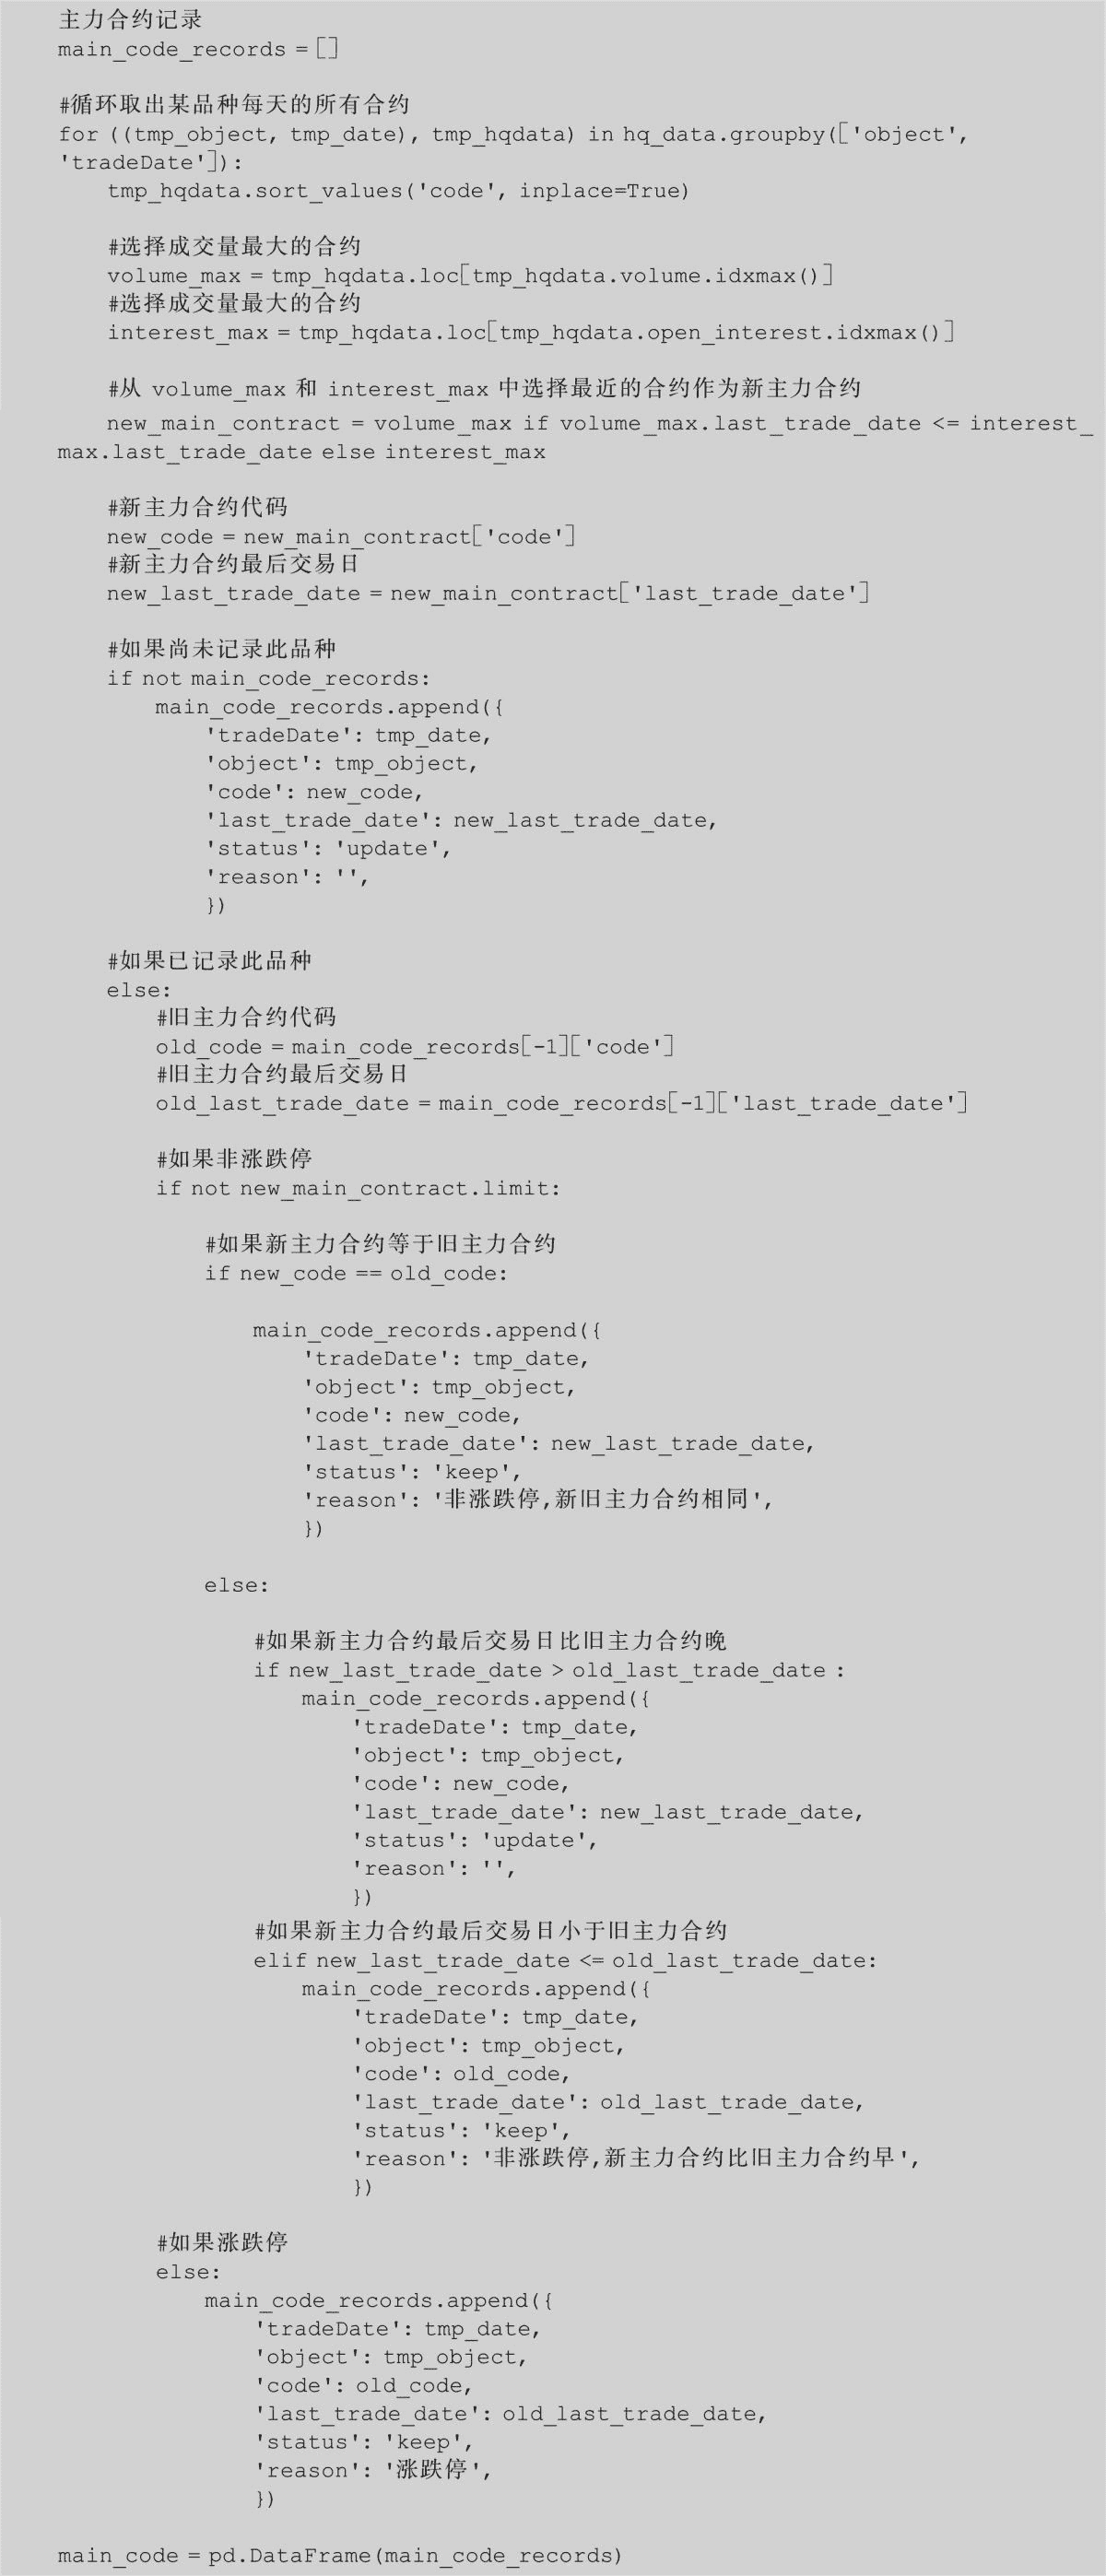 主力合约记录
main_code_records = []
#循环取出某品种每天的所有合约
for ((tmp_object, tmp_date), tmp_hqdata) in hq_data.groupby(['object',
'tradeDate']):
    tmp_hqdata.sort_values('code', inplace=True)
    #选择成交量最大的合约
    volume_max = tmp_hqdata.loc[tmp_hqdata.volume.idxmax()]
    #选择成交量最大的合约
    interest_max = tmp_hqdata.loc[tmp_hqdata.open_interest.idxmax()]
    #从 volume_max 和 interest_max 中选择最近的合约作为新主力合约
    new_main_contract = volume_max if volume_max.last_trade_date <= interest_
max.last_trade_date else interest_max
    #新主力合约代码
    new_code = new_main_contract['code']
    #新主力合约最后交易日
    new_last_trade_date = new_main_contract['last_trade_date']
    #如果尚未记录此品种
    if not main_code_records:
        main_code_records.append({
            'tradeDate': tmp_date,
            'object': tmp_object,
            'code': new_code,
            'last_trade_date': new_last_trade_date,
            'status': 'update',
            'reason': '',
            })
    #如果已记录此品种
    else:
        #旧主力合约代码
        old_code = main_code_records[-1]['code']
        #旧主力合约最后交易日
        old_last_trade_date = main_code_records[-1]['last_trade_date']
        #如果非涨跌停
        if not new_main_contract.limit:
            #如果新主力合约等于旧主力合约
            if new_code == old_code:
                main_code_records.append({
                    'tradeDate': tmp_date,
                    'object': tmp_object,
                    'code': new_code,
                    'last_trade_date': new_last_trade_date,
                    'status': 'keep',
                    'reason': '非涨跌停,新旧主力合约相同',
                    })
            else:
                #如果新主力合约最后交易日比旧主力合约晚
                if new_last_trade_date > old_last_trade_date :
                    main_code_records.append({
                        'tradeDate': tmp_date,
                        'object': tmp_object,
                        'code': new_code,
                        'last_trade_date': new_last_trade_date,
                        'status': 'update',
                        'reason': '',
                        })
                #如果新主力合约最后交易日小于旧主力合约
                elif new_last_trade_date <= old_last_trade_date:
                    main_code_records.append({
                        'tradeDate': tmp_date,
                        'object': tmp_object,
                        'code': old_code,
                        'last_trade_date': old_last_trade_date,
                        'status': 'keep',
                        'reason': '非涨跌停,新主力合约比旧主力合约早',
                        })
        #如果涨跌停
        else:
            main_code_records.append({
                'tradeDate': tmp_date,
                'object': tmp_object,
                'code': old_code,
                'last_trade_date': old_last_trade_date,
                'status': 'keep',
                'reason': '涨跌停',
                })
main_code = pd.DataFrame(main_code_records)